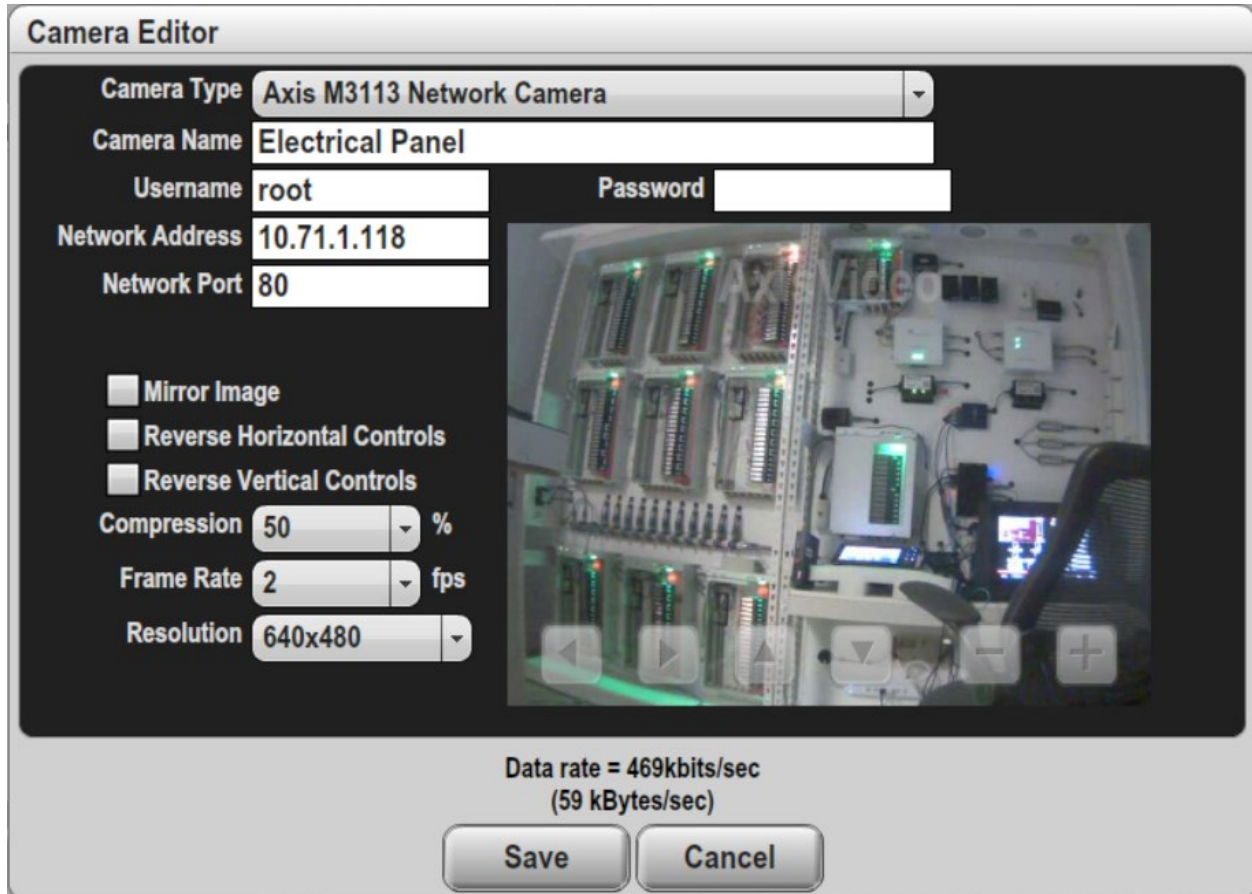 Camera Editor
Camera Type Axis M3113 Network Camera
Camera Name Electrical Panel
Username root Password
Network Address 10.71.1.118
Network Port 80
Mirror Image
Reverse Horizontal Controls
Reverse Vertical Controls
Compression 50 %
Frame Rate 2 fps
Resolution 640x480
Axis Video
Data rate = 469kbits/sec
(59 kBytes/sec)
Save Cancel